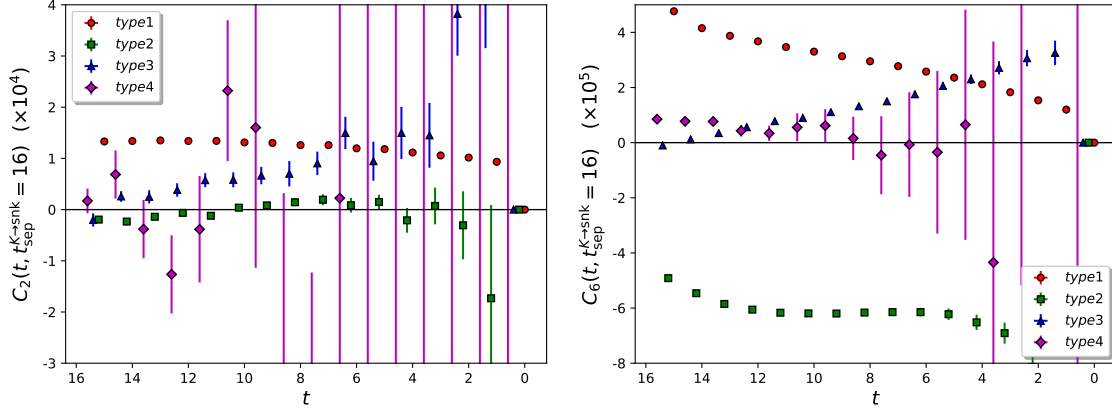 C₂(t, t_sep^{K→snk} = 16)  (×10⁴)
4
3
2
1
0
-1
-2
-3
type1
type2
type3
type4
16 14 12 10 8 6 4 2 0
t
C₆(t, t_sep^{K→snk} = 16)  (×10⁵)
4
2
0
-2
-4
-6
-8
type1
type2
type3
type4
16 14 12 10 8 6 4 2 0
t